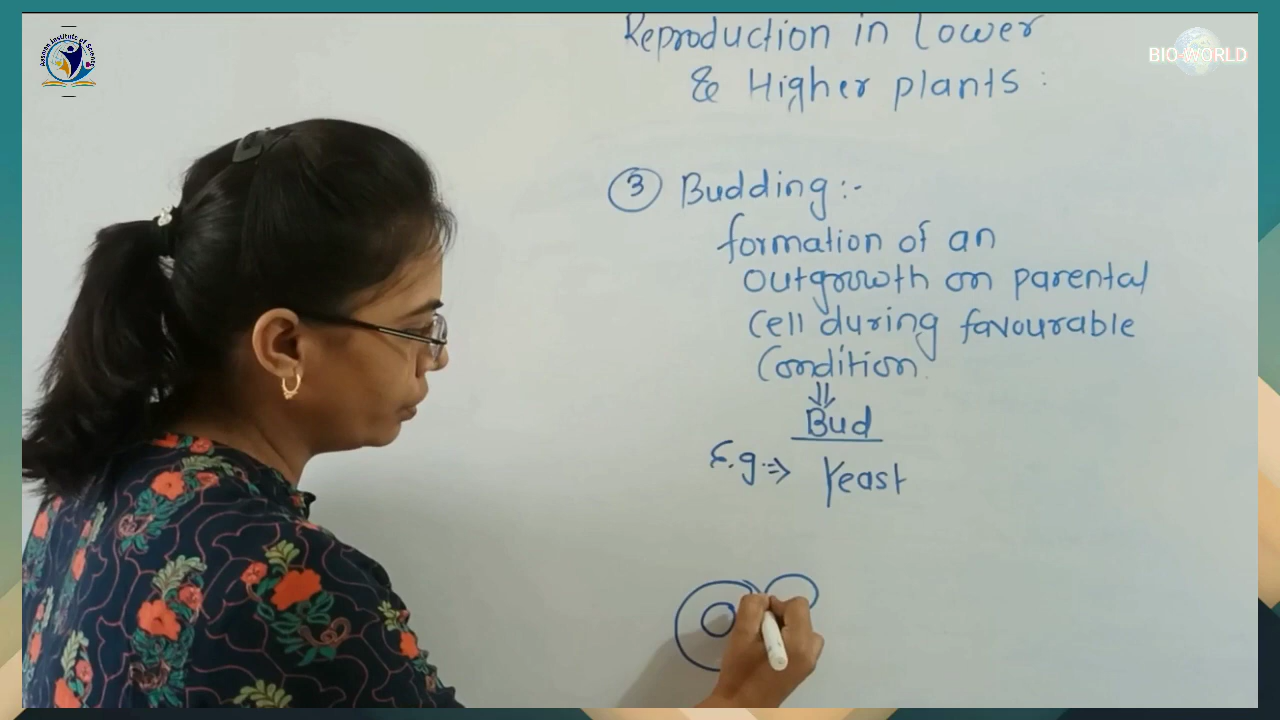 BIO-WORLD
Reproduction in Lower
& Higher plants :
③ Budding :-
formation of an
outgrowth on parental
Cell during favourable
Condition.
⇓
Bud
E.g ⇒ Yeast